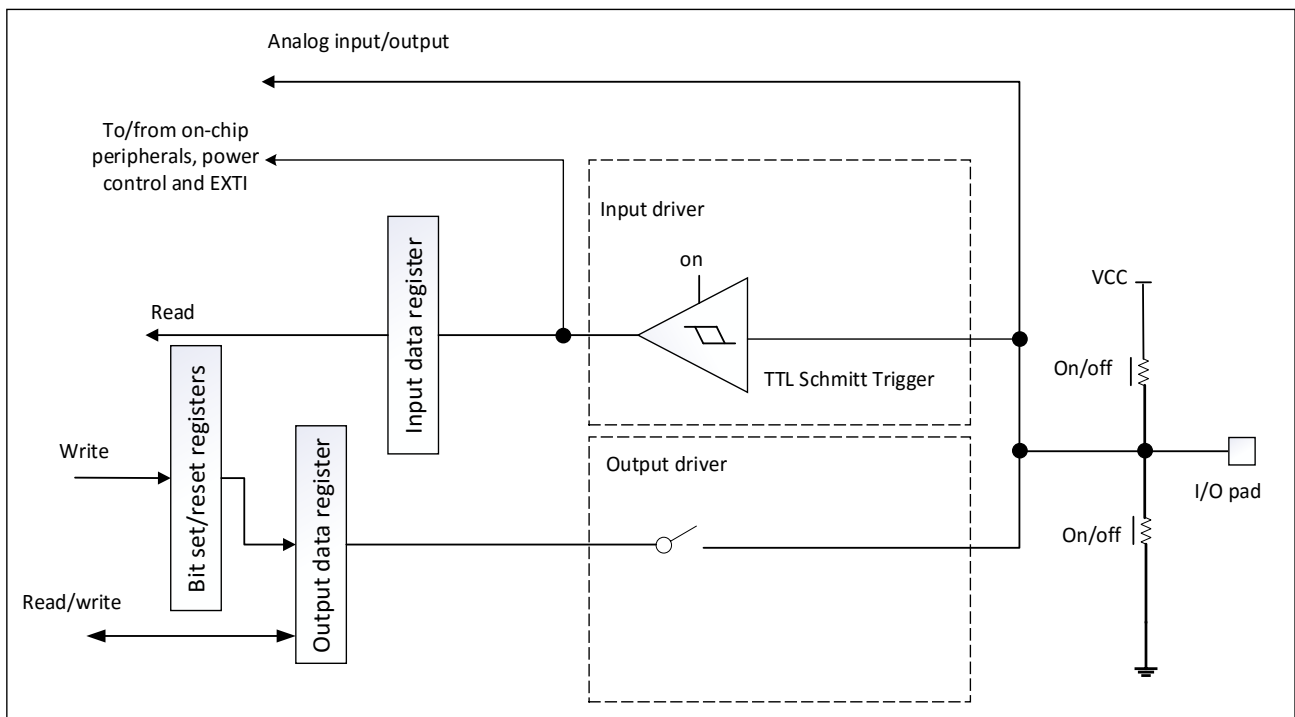 Analog input/output
To/from on-chip
peripherals, power
control and EXTI
Input driver
on
VCC
Read
Input data register
TTL Schmitt Trigger
On/off
Bit set/reset registers
Write
Output data register
Output driver
I/O pad
On/off
Read/write